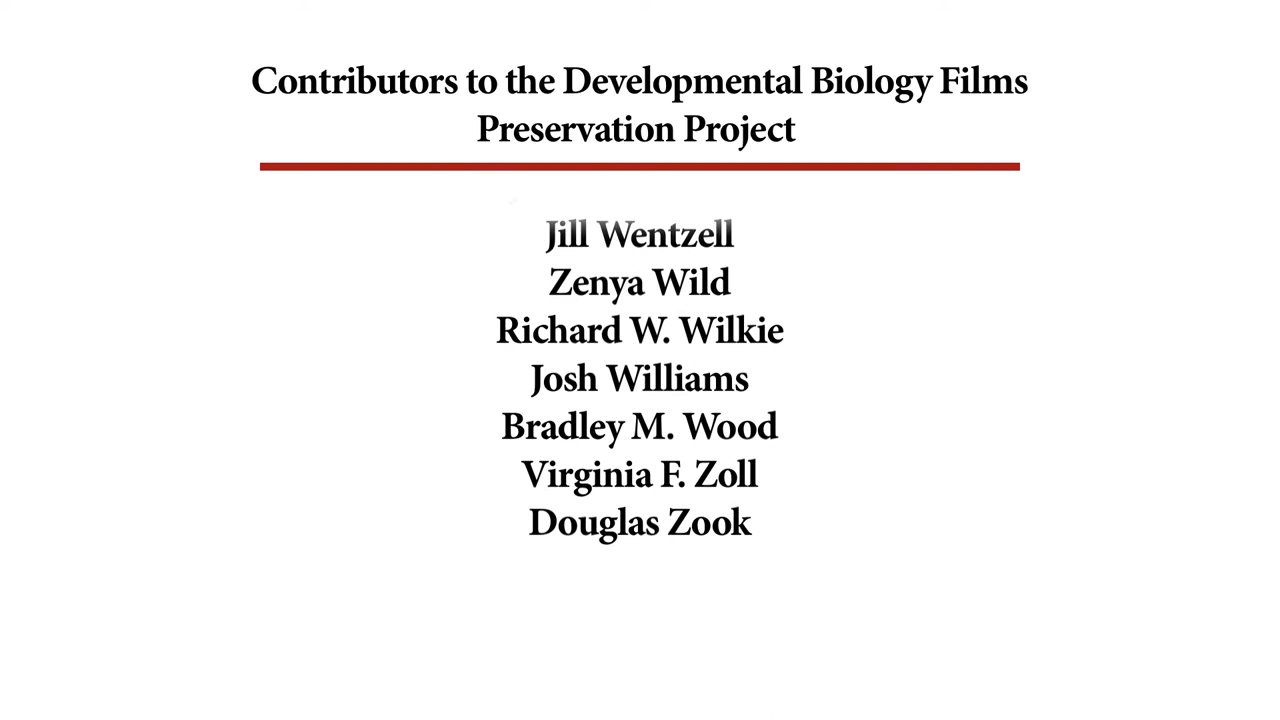 Contributors to the Developmental Biology Films
Preservation Project
Jill Wentzell
Zenya Wild
Richard W. Wilkie
Josh Williams
Bradley M. Wood
Virginia F. Zoll
Douglas Zook